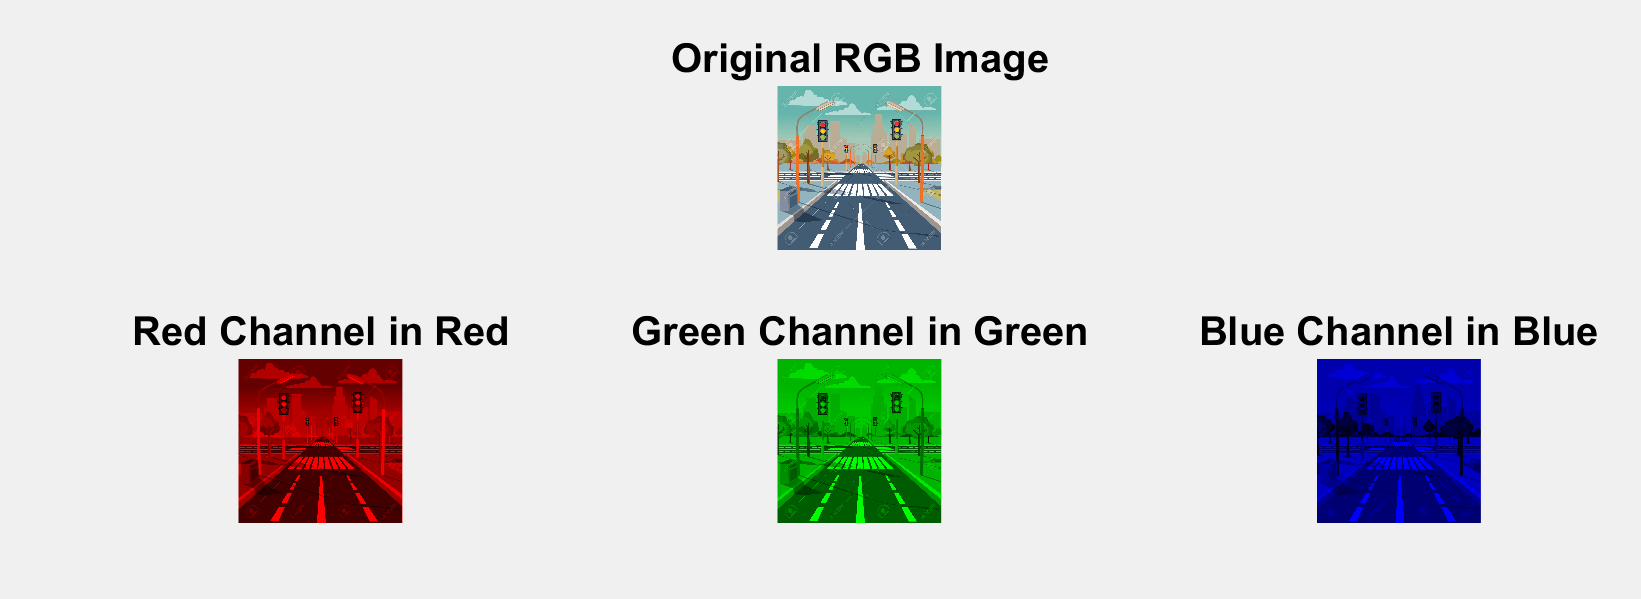 Original RGB Image
Red Channel in Red
Green Channel in Green
Blue Channel in Blue